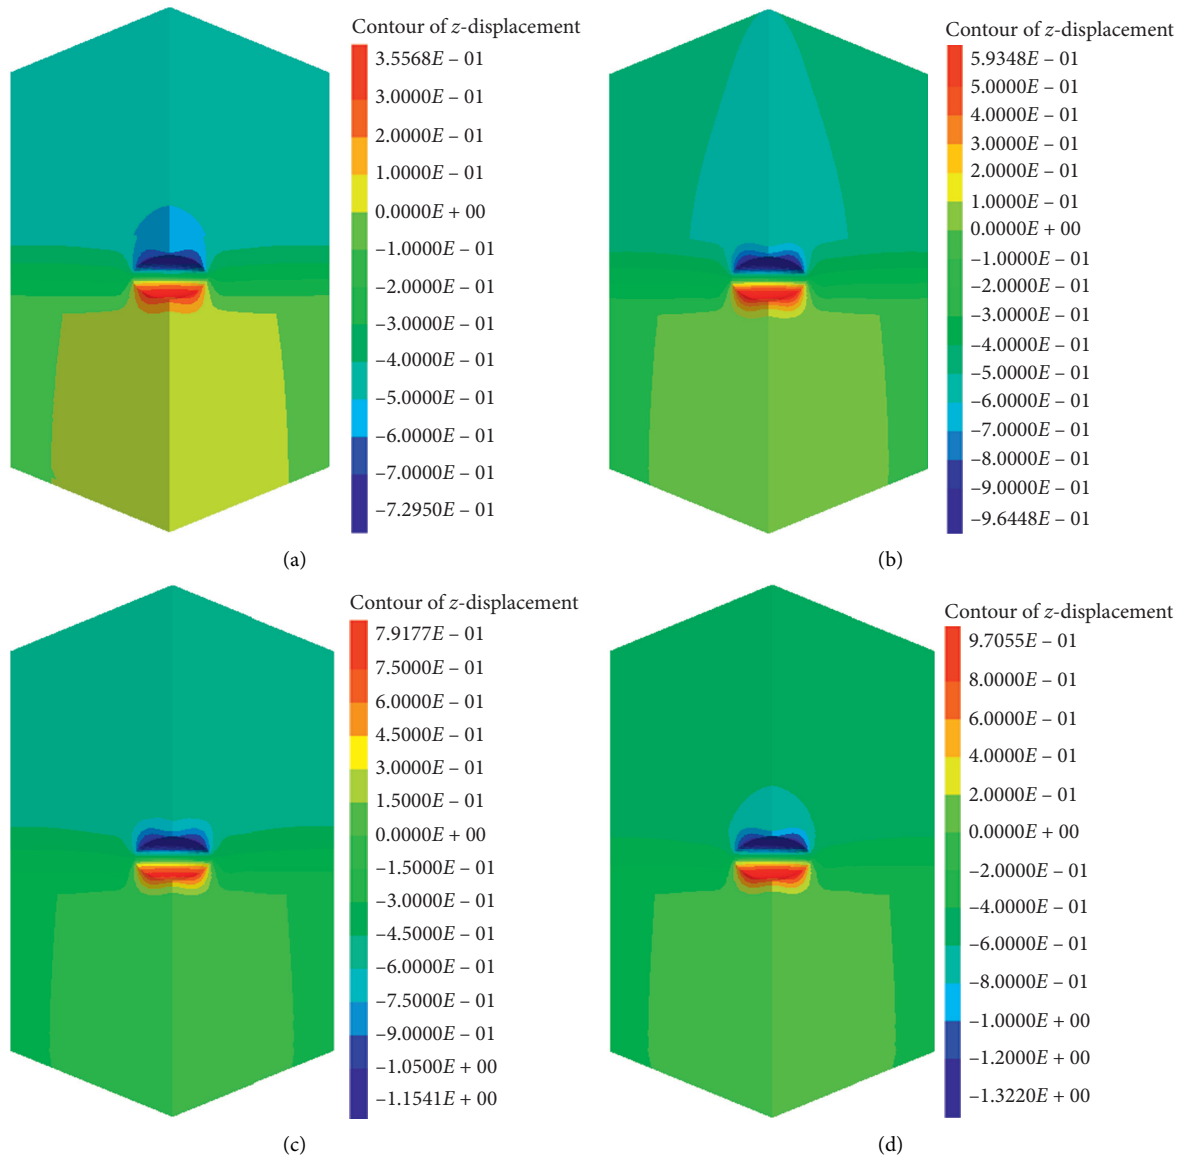 Contour of z-displacement
3.5568E – 01
3.0000E – 01
2.0000E – 01
1.0000E – 01
0.0000E + 00
–1.0000E – 01
–2.0000E – 01
–3.0000E – 01
–4.0000E – 01
–5.0000E – 01
–6.0000E – 01
–7.0000E – 01
–7.2950E – 01
(a)
Contour of z-displacement
5.9348E – 01
5.0000E – 01
4.0000E – 01
3.0000E – 01
2.0000E – 01
1.0000E – 01
0.0000E + 00
–1.0000E – 01
–2.0000E – 01
–3.0000E – 01
–4.0000E – 01
–5.0000E – 01
–6.0000E – 01
–7.0000E – 01
–8.0000E – 01
–9.0000E – 01
–9.6448E – 01
(b)
Contour of z-displacement
7.9177E – 01
7.5000E – 01
6.0000E – 01
4.5000E – 01
3.0000E – 01
1.5000E – 01
0.0000E + 00
–1.5000E – 01
–3.0000E – 01
–4.5000E – 01
–6.0000E – 01
–7.5000E – 01
–9.0000E – 01
–1.0500E + 00
–1.1541E + 00
(c)
Contour of z-displacement
9.7055E – 01
8.0000E – 01
6.0000E – 01
4.0000E – 01
2.0000E – 01
0.0000E + 00
–2.0000E – 01
–4.0000E – 01
–6.0000E – 01
–8.0000E – 01
–1.0000E + 00
–1.2000E + 00
–1.3220E + 00
(d)